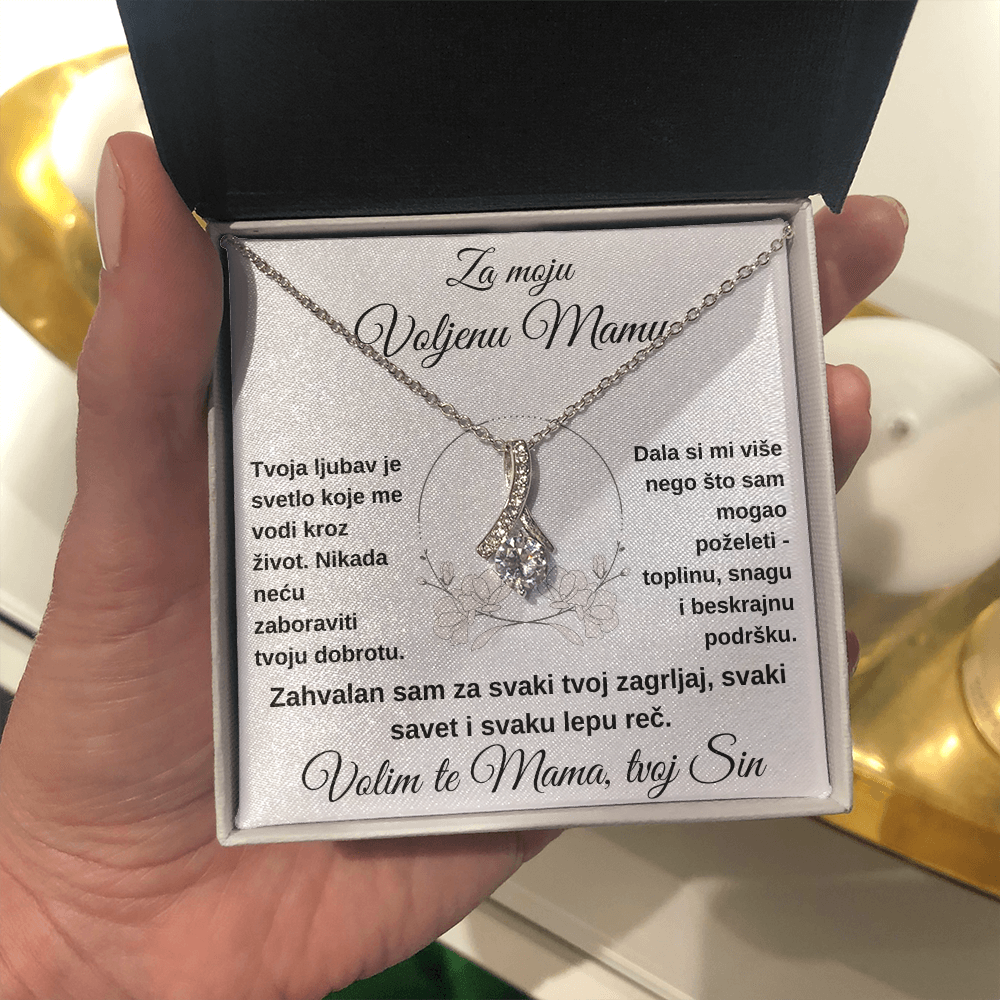 Za moju
Voljenu Mamu
Tvoja ljubav je
svetlo koje me
vodi kroz
život. Nikada
neću
zaboraviti
tvoju dobrotu.
Dala si mi više
nego što sam
mogao
poželeti -
toplinu, snagu
i beskrajnu
podršku.
Zahvalan sam za svaki tvoj zagrljaj, svaki
savet i svaku lepu reč.
Volim te Mama, tvoj Sin